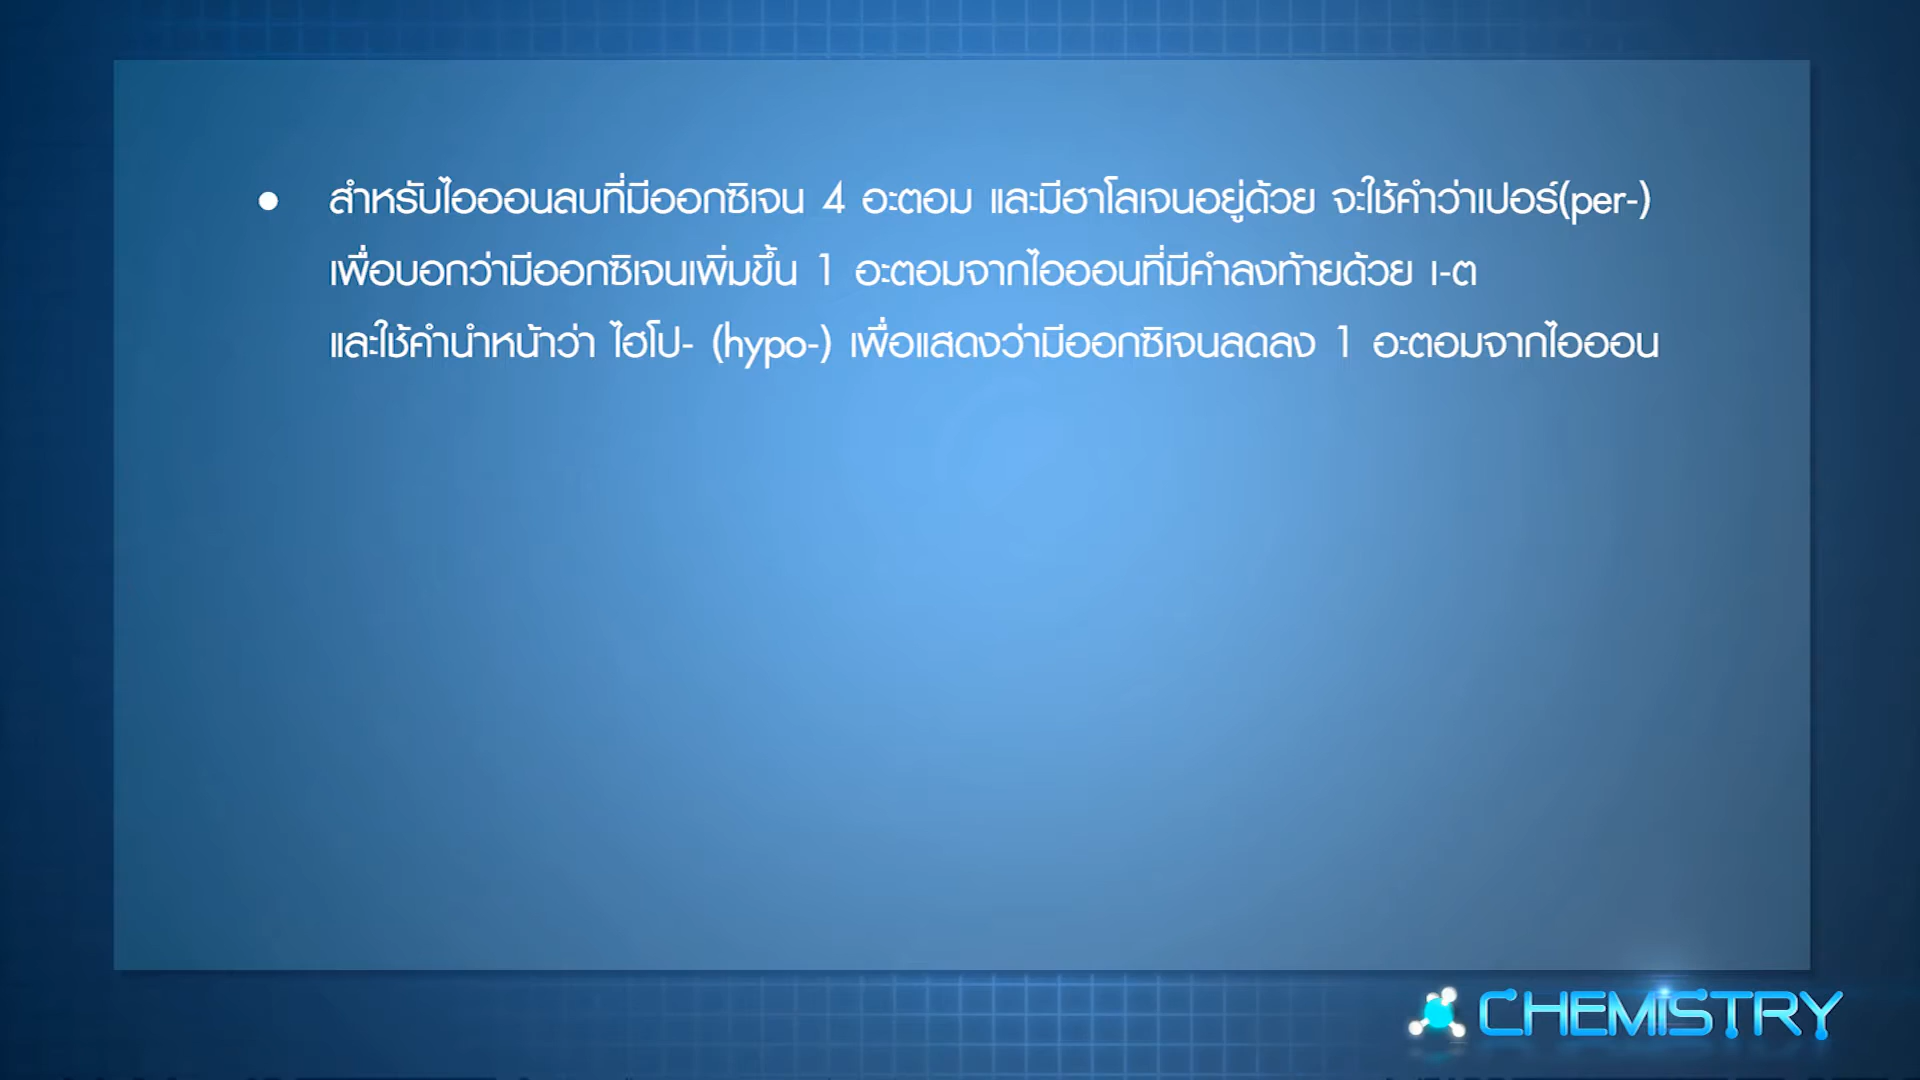 ● สำหรับไอออนลบที่มีออกซิเจน 4 อะตอม และมีฮาโลเจนอยู่ด้วย จะใช้คำว่าเปอร์(per-)
เพื่อบอกว่ามีออกซิเจนเพิ่มขึ้น 1 อะตอมจากไอออนที่มีคำลงท้ายด้วย เ-ต
และใช้คำนำหน้าว่า ไฮโป- (hypo-) เพื่อแสดงว่ามีออกซิเจนลดลง 1 อะตอมจากไอออน
CHEMISTRY